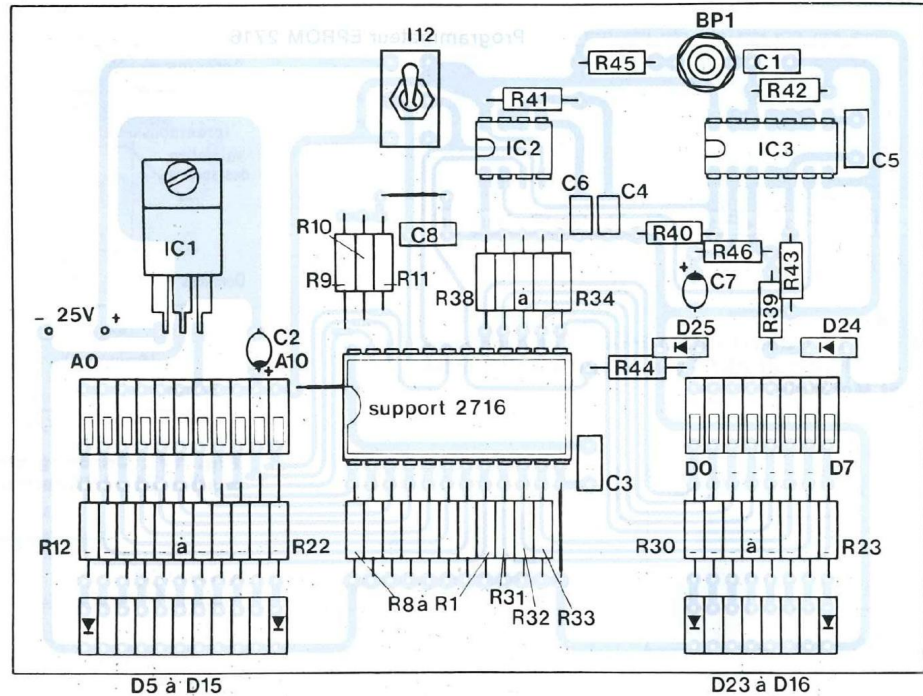 Programmateur EPROM 2716
I12
BP1
R45
C1
R41
R42
IC2
IC3
C5
C6
C4
IC1
R10
C8
R40
R46
R43
R9
R11
R38
a
R34
C7
R39
- 25V +
C2
D25
D24
A0
A10
R44
support 2716
D0
D7
C3
R12
à
R22
R30
à
R23
R8à R1
R31
R32
R33
D5 à D15
D23 à D16